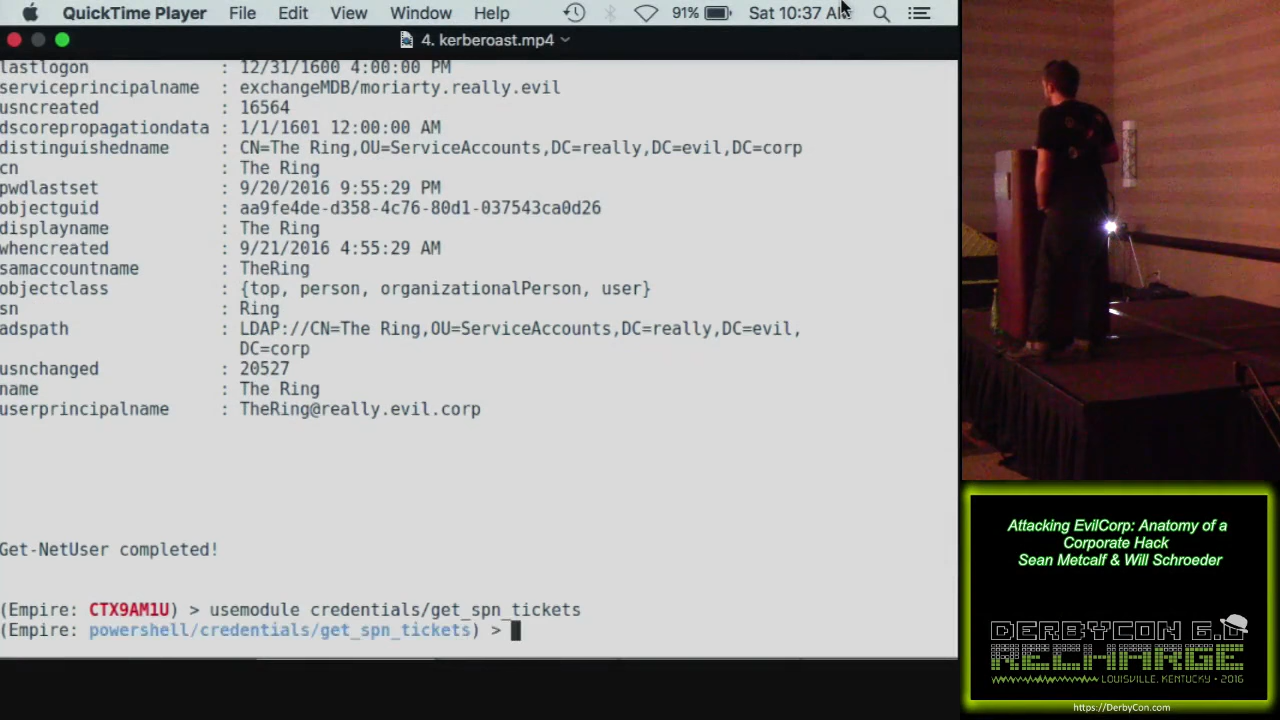 QuickTime Player File Edit View Window Help 91% Sat 10:37 AM
4. kerberoast.mp4
lastlogon : 12/31/1600 4:00:00 PM
serviceprincipalname : exchangeMDB/moriarty.really.evil
usncreated : 16564
dscorepropagationdata : 1/1/1601 12:00:00 AM
distinguishedname : CN=The Ring,OU=ServiceAccounts,DC=really,DC=evil,DC=corp
cn : The Ring
pwdlastset : 9/20/2016 9:55:29 PM
objectguid : aa9fe4de-d358-4c76-80d1-037543ca0d26
displayname : The Ring
whencreated : 9/21/2016 4:55:29 AM
samaccountname : TheRing
objectclass : {top, person, organizationalPerson, user}
sn : Ring
adspath : LDAP://CN=The Ring,OU=ServiceAccounts,DC=really,DC=evil,
DC=corp
usnchanged : 20527
name : The Ring
userprincipalname : TheRing@really.evil.corp
Get-NetUser completed!
(Empire: CTX9AM1U) > usemodule credentials/get_spn_tickets
(Empire: powershell/credentials/get_spn_tickets) >
Attacking EvilCorp: Anatomy of a
Corporate Hack
Sean Metcalf & Will Schroeder
DERBYCON 6.0
RECHARGE
LOUISVILLE, KENTUCKY • 2016
https://DerbyCon.com